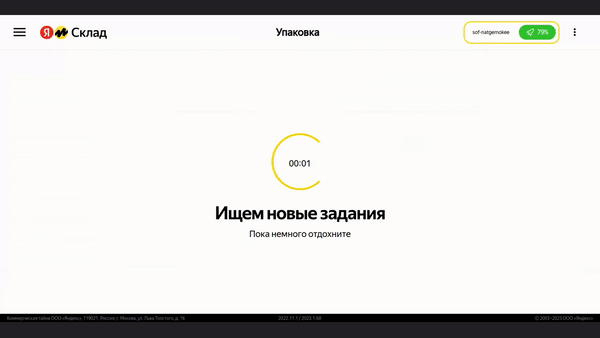 Я Склад
Упаковка
sof-natgemokee
79%
00:01
Ищем новые задания
Пока немного отдохните
Коммерческая тайна ООО «Яндекс», 119021, Россия, г. Москва, ул. Льва Толстого, д. 16
2022.11.1 / 2023.1.68
© 2003–2023 ООО «Яндекс»